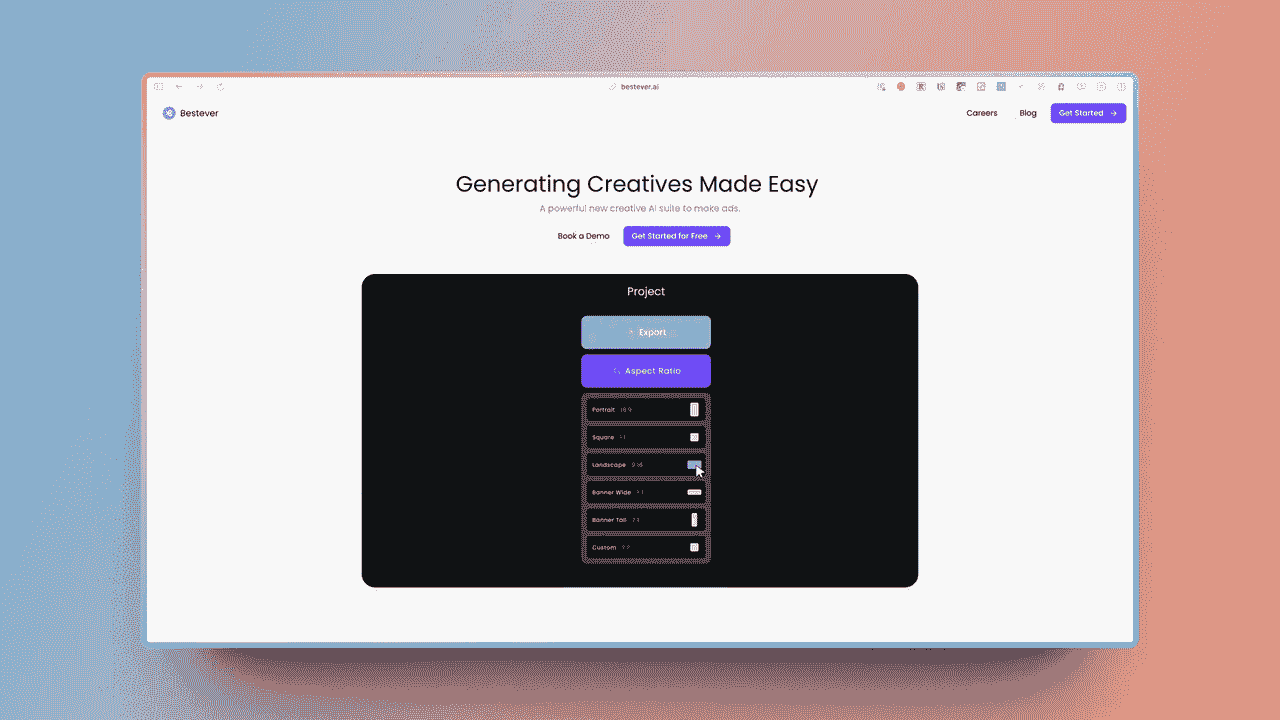 bestever.ai
Bestever
Careers
Blog
Get Started →
Generating Creatives Made Easy
A powerful new creative AI suite to make ads.
Book a Demo
Get Started for Free →
Project
Export
Aspect Ratio
Portrait
Square
Landscape
Banner Wide
Banner Tall
Custom